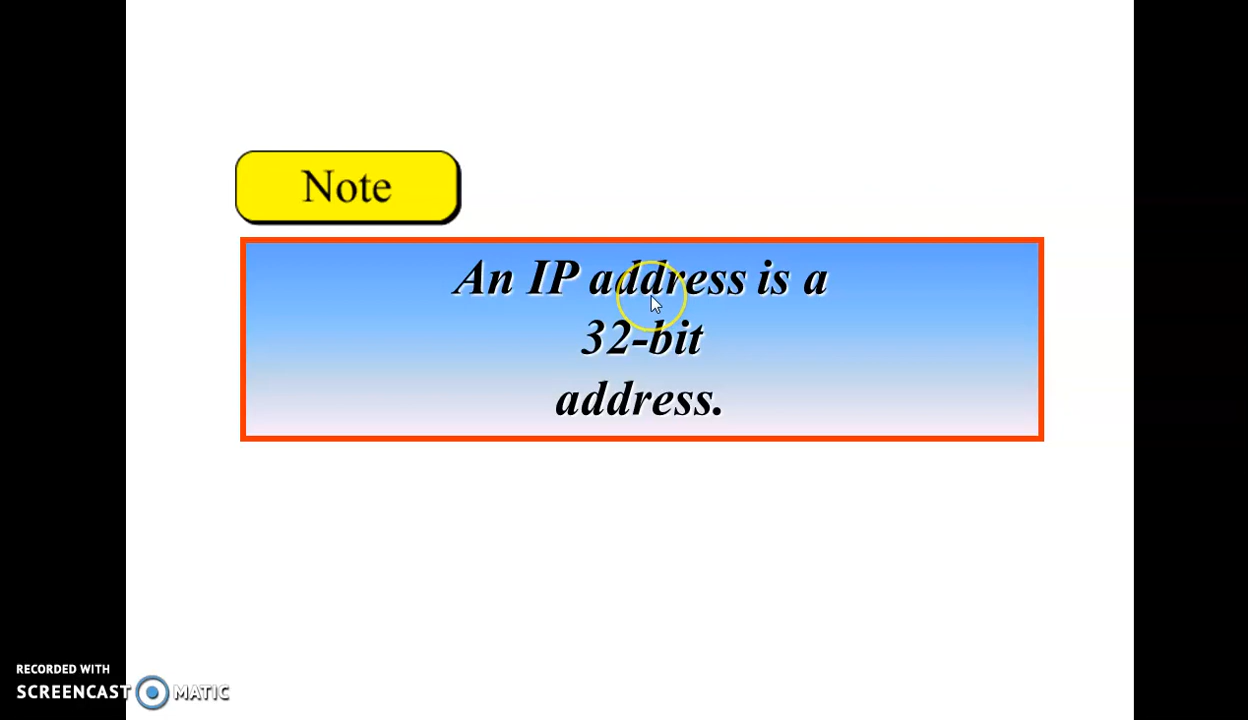 Note
An IP address is a
32-bit
address.
RECORDED WITH
SCREENCAST MATIC